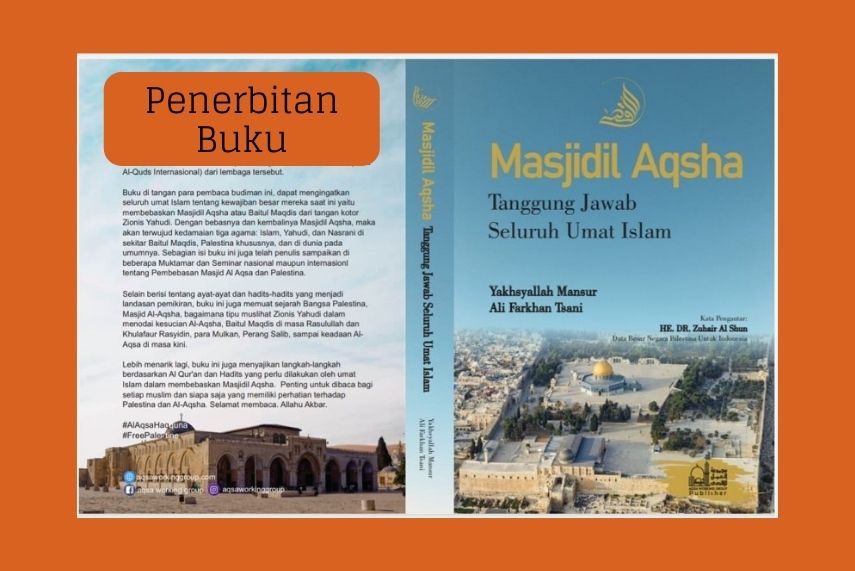 Penerbitan
Buku
Al-Quds Internasional) dari lembaga tersebut.
Buku di tangan para pembaca budiman ini, dapat mengingatkan
seluruh umat Islam tentang kewajiban besar mereka saat ini yaitu
membebaskan Masjidil Aqsha atau Baitul Maqdis dari tangan kotor
Zionis Yahudi. Dengan bebasnya dan kembalinya Masjidil Aqsha, maka
akan terwujud kedamaian tiga agama: Islam, Yahudi, dan Nasrani di
sekitar Baitul Maqdis, Palestina khususnya, dan di dunia pada
umumnya. Sebagian isi buku ini juga telah penulis sampaikan di
beberapa Muktamar dan Seminar nasional maupun internasionl
tentang Pembebasan Masjid Al Aqsa dan Palestina.
Selain berisi tentang ayat-ayat dan hadits-hadits yang menjadi
landasan pemikiran, buku ini juga memuat sejarah Bangsa Palestina,
Masjid Al-Aqsha, bagaimana tipu muslihat Zionis Yahudi dalam
menodai kesucian Al-Aqsha, Baitul Maqdis di masa Rasulullah dan
Khulafaur Rasyidin, para Mulkan, Perang Salib, sampai keadaan Al-
Aqsa di masa kini.
Lebih menarik lagi, buku ini juga menyajikan langkah-langkah
berdasarkan Al Qur'an dan Hadits yang perlu dilakukan oleh umat
Islam dalam membebaskan Masjidil Aqsha. Penting untuk dibaca bagi
setiap muslim dan siapa saja yang memiliki perhatian terhadap
Palestina dan Al-Aqsha. Selamat membaca. Allahu Akbar.
#AlAqsaHaqquna
#FreePalestina
aqsaworkinggroup.com
aqsa working group aqsaworkinggroup
Masjidil Aqsha Tanggung Jawab Seluruh Umat Islam
Yakhsyallah Mansur
Ali Farkhan Tsani
Masjidil Aqsha
Tanggung Jawab
Seluruh Umat Islam
Yakhsyallah Mansur
Ali Farkhan Tsani
Kata Pengantar:
HE. DR. Zuhair Al Shun
Duta Besar Negara Palestina Untuk Indonesia
AQSA WORKING GROUP
Publisher